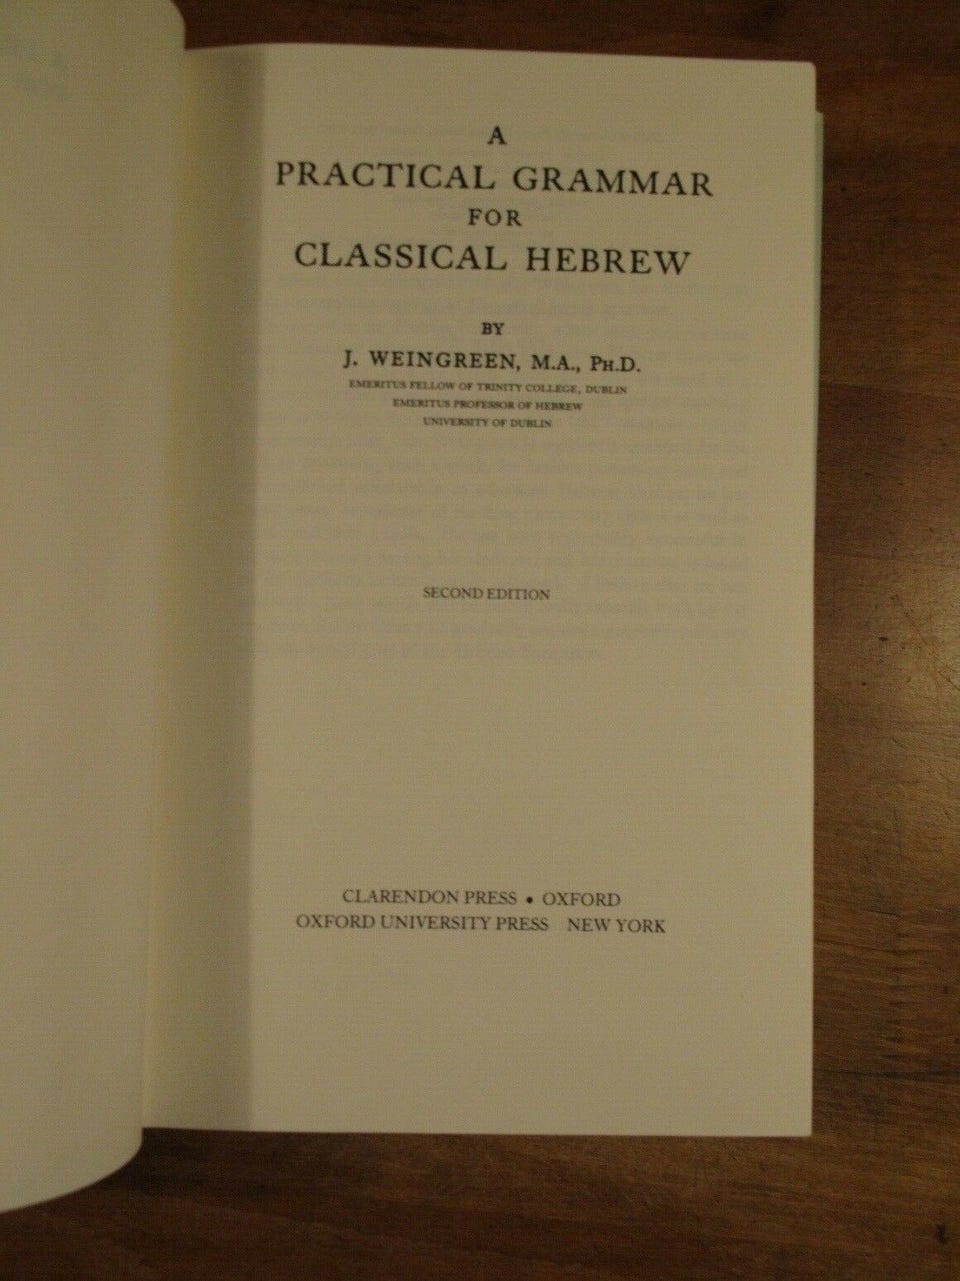 A
PRACTICAL GRAMMAR
FOR
CLASSICAL HEBREW
BY
J. WEINGREEN, M.A., PH.D.
EMERITUS FELLOW OF TRINITY COLLEGE, DUBLIN
EMERITUS PROFESSOR OF HEBREW
UNIVERSITY OF DUBLIN
SECOND EDITION
CLARENDON PRESS • OXFORD
OXFORD UNIVERSITY PRESS NEW YORK